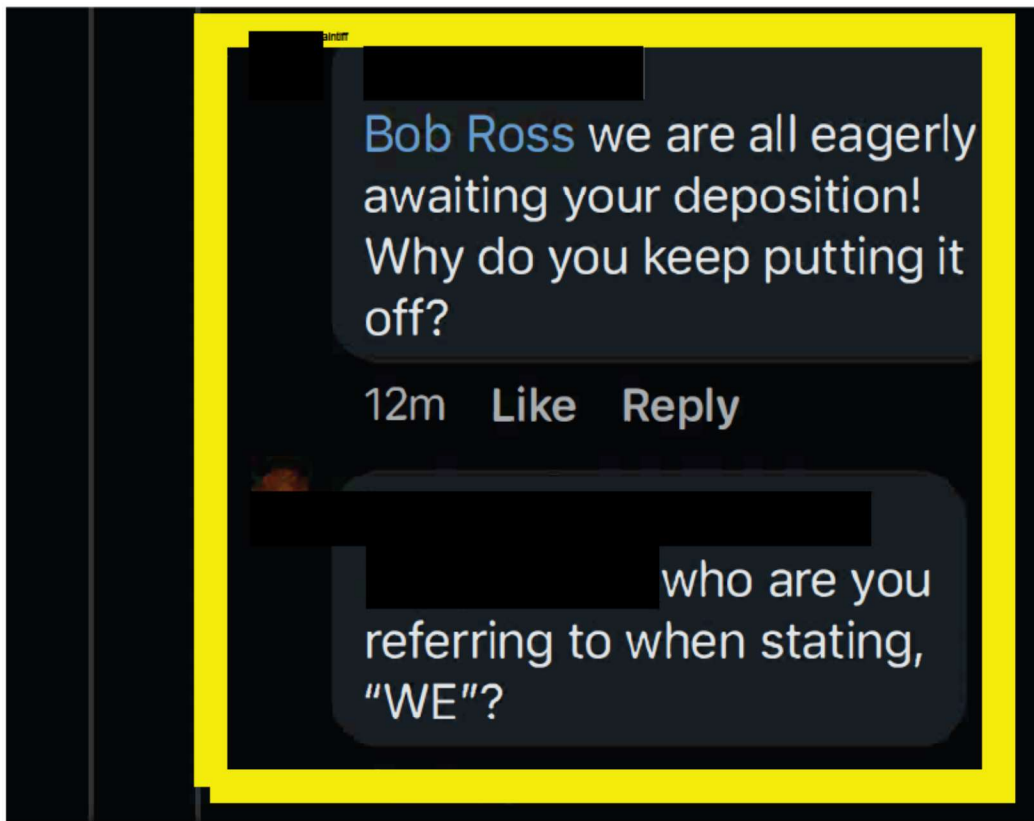 aintiff
Bob Ross we are all eagerly
awaiting your deposition!
Why do you keep putting it
off?
12m Like Reply
who are you
referring to when stating,
“WE”?